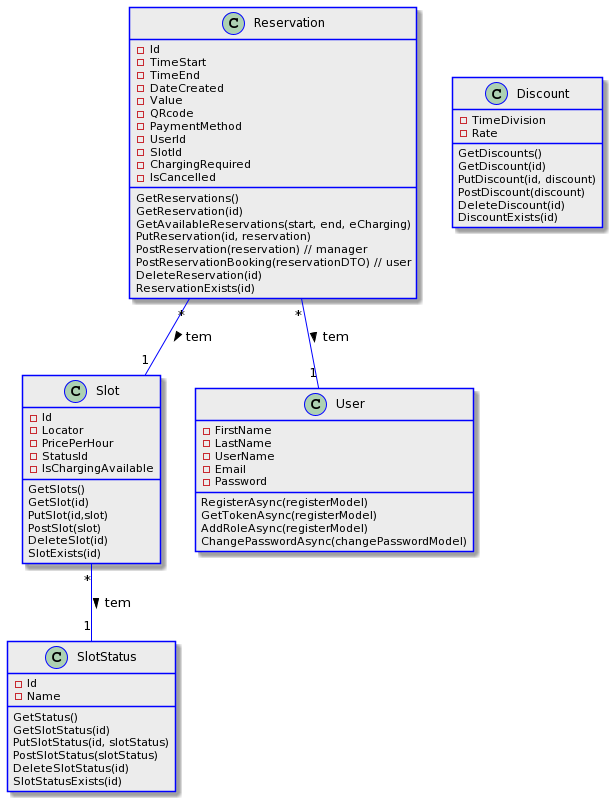 C Reservation
Id
TimeStart
TimeEnd
DateCreated
Value
QRcode
PaymentMethod
UserId
SlotId
ChargingRequired
IsCancelled
GetReservations()
GetReservation(id)
GetAvailableReservations(start, end, eCharging)
PutReservation(id, reservation)
PostReservation(reservation) // manager
PostReservationBooking(reservationDTO) // user
DeleteReservation(id)
ReservationExists(id)
C Discount
TimeDivision
Rate
GetDiscounts()
GetDiscount(id)
PutDiscount(id, discount)
PostDiscount(discount)
DeleteDiscount(id)
DiscountExists(id)
* tem 1
* tem 1
C Slot
Id
Locator
PricePerHour
StatusId
IsChargingAvailable
GetSlots()
GetSlot(id)
PutSlot(id,slot)
PostSlot(slot)
DeleteSlot(id)
SlotExists(id)
C User
FirstName
LastName
UserName
Email
Password
RegisterAsync(registerModel)
GetTokenAsync(registerModel)
AddRoleAsync(registerModel)
ChangePasswordAsync(changePasswordModel)
* tem 1
C SlotStatus
Id
Name
GetStatus()
GetSlotStatus(id)
PutSlotStatus(id, slotStatus)
PostSlotStatus(slotStatus)
DeleteSlotStatus(id)
SlotStatusExists(id)